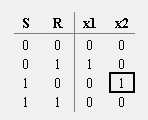 S R x1 x2
0 0 0 0
0 1 1 0
1 0 0 1
1 1 0 0